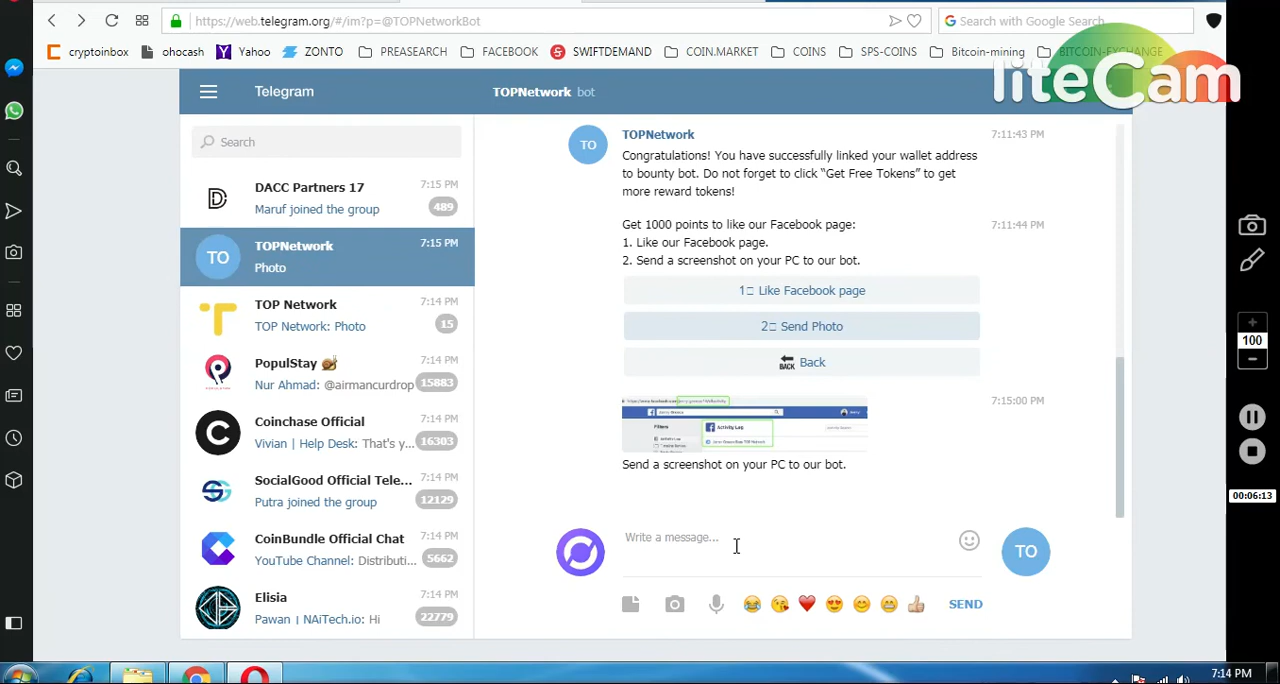 https://web.telegram.org/#/im?p=@TOPNetworkBot
Search with Google Search
cryptoinbox
ohocash
Yahoo
ZONTO
PREASEARCH
FACEBOOK
SWIFTDEMAND
COIN.MARKET
COINS
SPS-COINS
Bitcoin-mining
BITCOIN-EXCHANGE
liteCam
Telegram
TOPNetwork bot
Search
DACC Partners 17
7:15 PM
Maruf joined the group
489
TO
TOPNetwork
7:15 PM
Photo
TOP Network
7:14 PM
TOP Network: Photo
15
PopulStay
7:14 PM
Nur Ahmad: @airmancurdrop
15883
Coinchase Official
7:14 PM
Vivian | Help Desk: That's y...
16303
SocialGood Official Tele...
7:14 PM
Putra joined the group
12129
CoinBundle Official Chat
7:14 PM
YouTube Channel: Distributi...
5662
Elisia
7:14 PM
Pawan | NAiTech.io: Hi
22779
TO
TOPNetwork
7:11:43 PM
Congratulations! You have successfully linked your wallet address
to bounty bot. Do not forget to click “Get Free Tokens” to get
more reward tokens!
Get 1000 points to like our Facebook page:
7:11:44 PM
1. Like our Facebook page.
2. Send a screenshot on your PC to our bot.
1 Like Facebook page
2 Send Photo
BACK Back
7:15:00 PM
Filters
Activity Log
Send a screenshot on your PC to our bot.
Write a message...
TO
SEND
100
00:06:13
7:14 PM